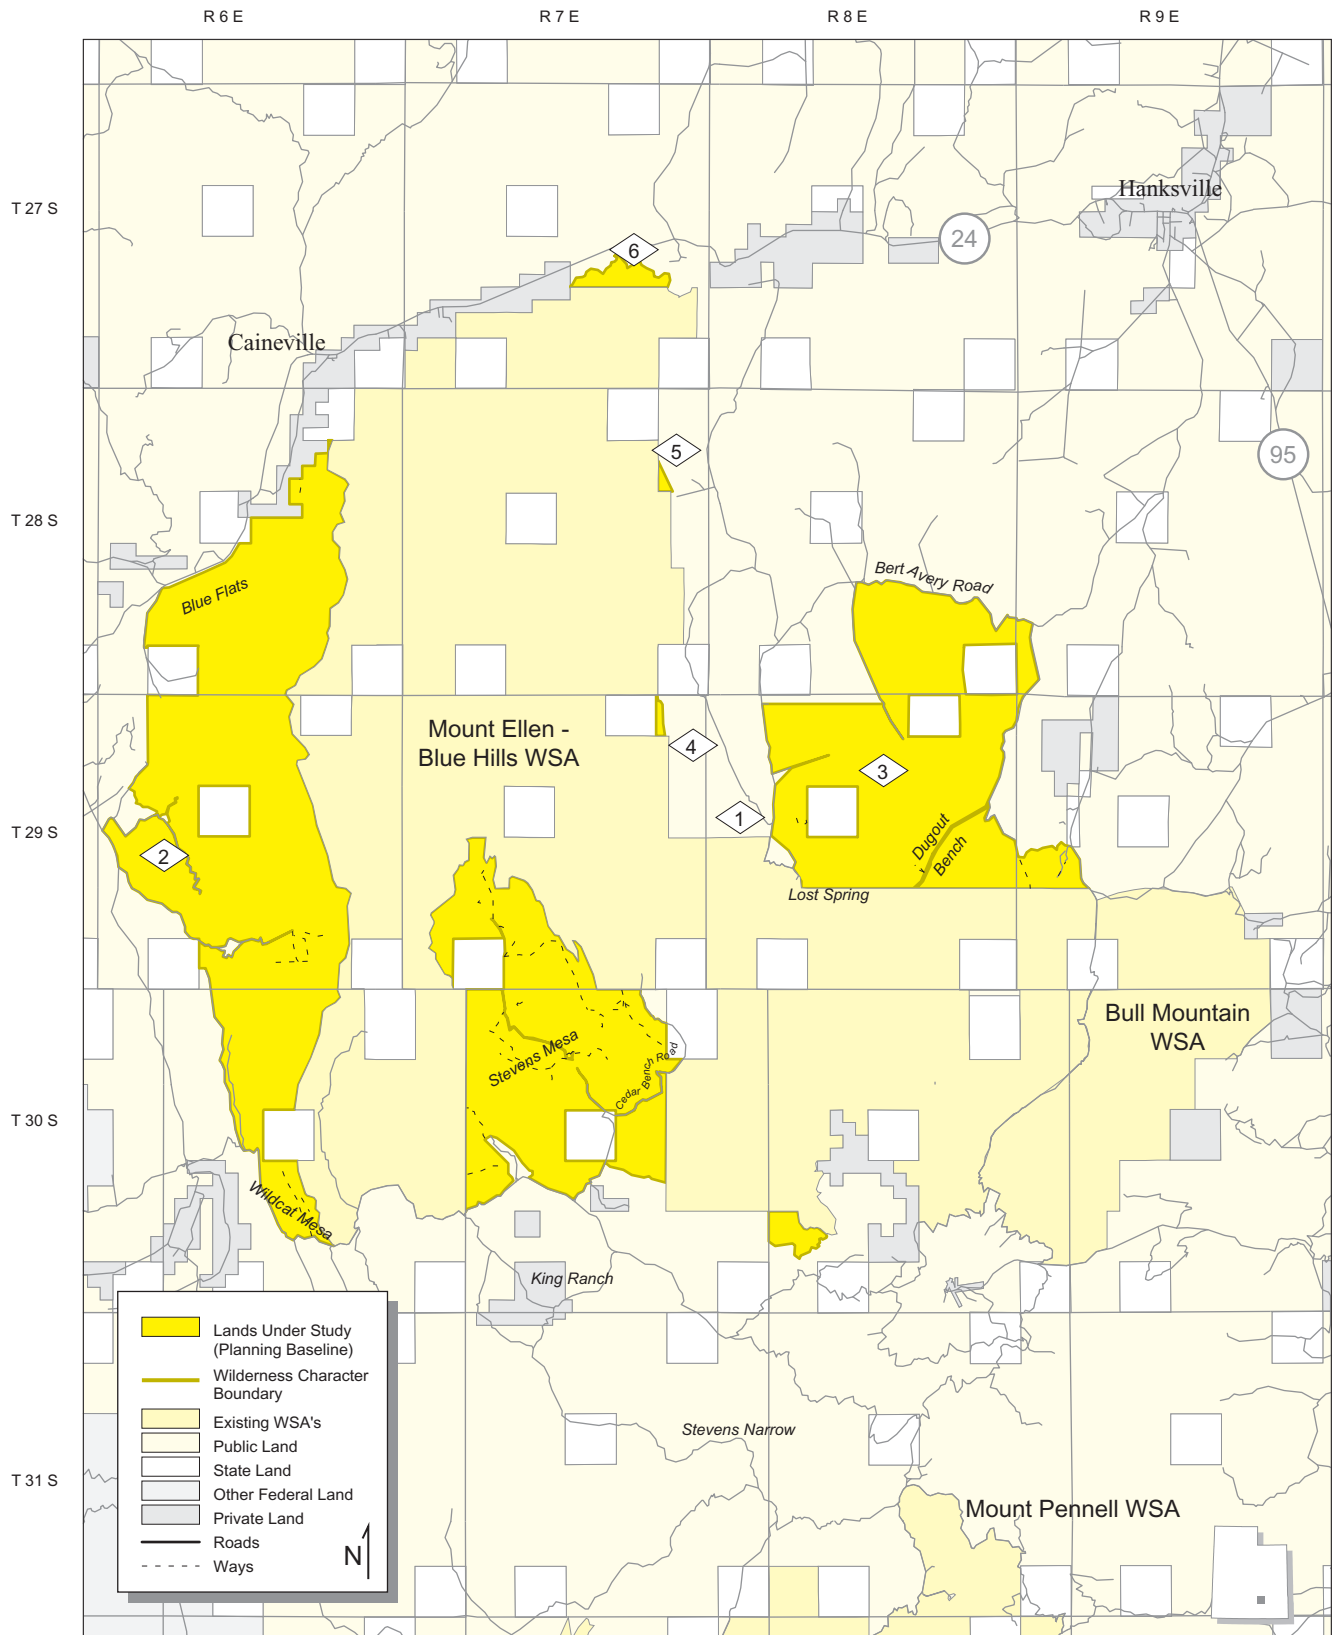 R 6 E
R 7 E
R 8 E
R 9 E
T 27 S
Hanksville
24
6
Caineville
5
95
T 28 S
Bert Avery Road
Blue Flats
Mount Ellen -
Blue Hills WSA
4
3
1
T 29 S
2
Dugout
Bench
Lost Spring
Bull Mountain
WSA
Stevens Mesa
Cedar Bench Road
T 30 S
Wildcat Mesa
King Ranch
Lands Under Study
(Planning Baseline)
Wilderness Character
Boundary
Existing WSA's
Public Land
State Land
Other Federal Land
Private Land
Roads
Ways
N
Stevens Narrow
T 31 S
Mount Pennell WSA